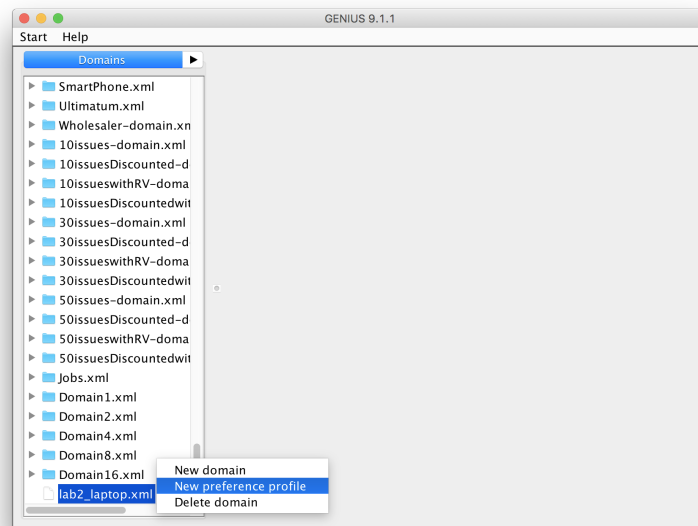 GENIUS 9.1.1
Start Help
Domains
SmartPhone.xml
Ultimatum.xml
Wholesaler-domain.xn
10issues-domain.xml
10issuesDiscounted-d
10issueswithRV-doma
10issuesDiscountedwit
30issues-domain.xml
30issuesDiscounted-d
30issueswithRV-doma
30issuesDiscountedwit
50issues-domain.xml
50issuesDiscounted-d
50issueswithRV-doma
50issuesDiscountedwit
Jobs.xml
Domain1.xml
Domain2.xml
Domain4.xml
Domain8.xml
Domain16.xml
lab2_laptop.xml
New domain
New preference profile
Delete domain